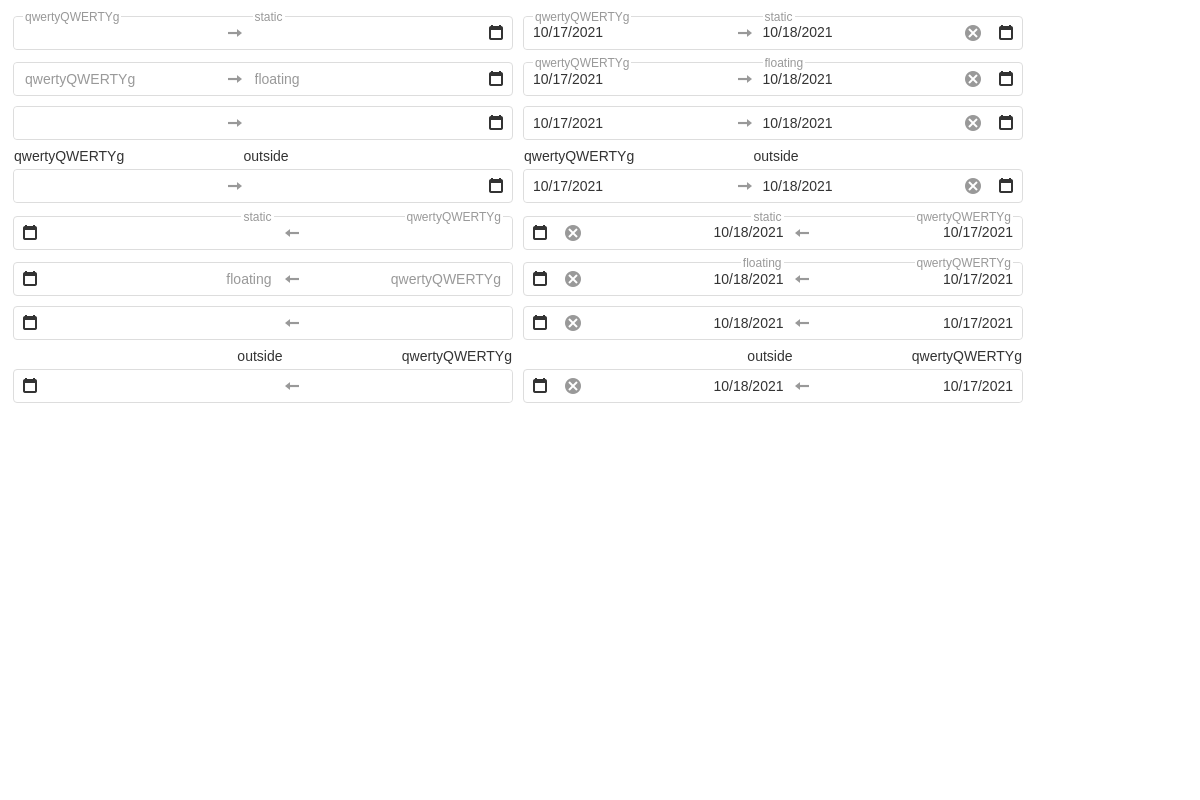 qwertyQWERTYg static qwertyQWERTYg static
10/17/2021 10/18/2021
qwertyQWERTYg floating
qwertyQWERTYg floating 10/17/2021 10/18/2021
10/17/2021 10/18/2021
qwertyQWERTYg outside qwertyQWERTYg outside
10/17/2021 10/18/2021
static qwertyQWERTYg static qwertyQWERTYg
10/18/2021 10/17/2021
floating qwertyQWERTYg
floating qwertyQWERTYg 10/18/2021 10/17/2021
10/18/2021 10/17/2021
outside qwertyQWERTYg outside qwertyQWERTYg
10/18/2021 10/17/2021